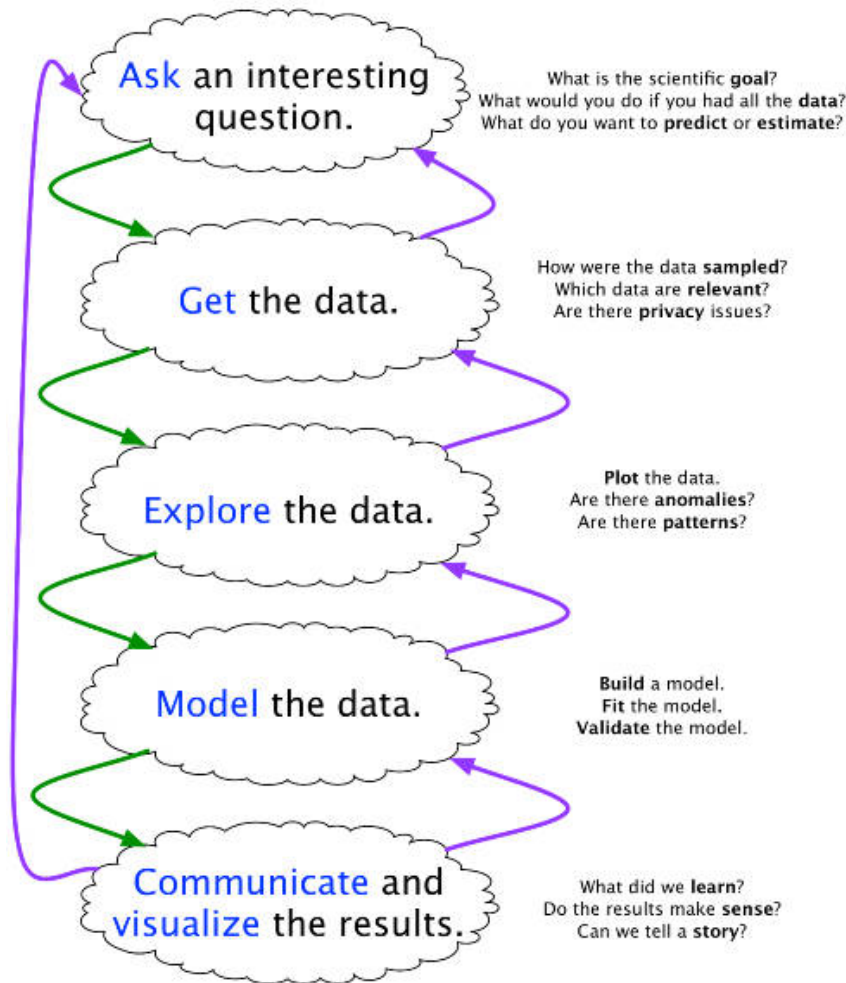 Ask an interesting
question.
What is the scientific goal?
What would you do if you had all the data?
What do you want to predict or estimate?
Get the data.
How were the data sampled?
Which data are relevant?
Are there privacy issues?
Explore the data.
Plot the data.
Are there anomalies?
Are there patterns?
Model the data.
Build a model.
Fit the model.
Validate the model.
Communicate and
visualize the results.
What did we learn?
Do the results make sense?
Can we tell a story?